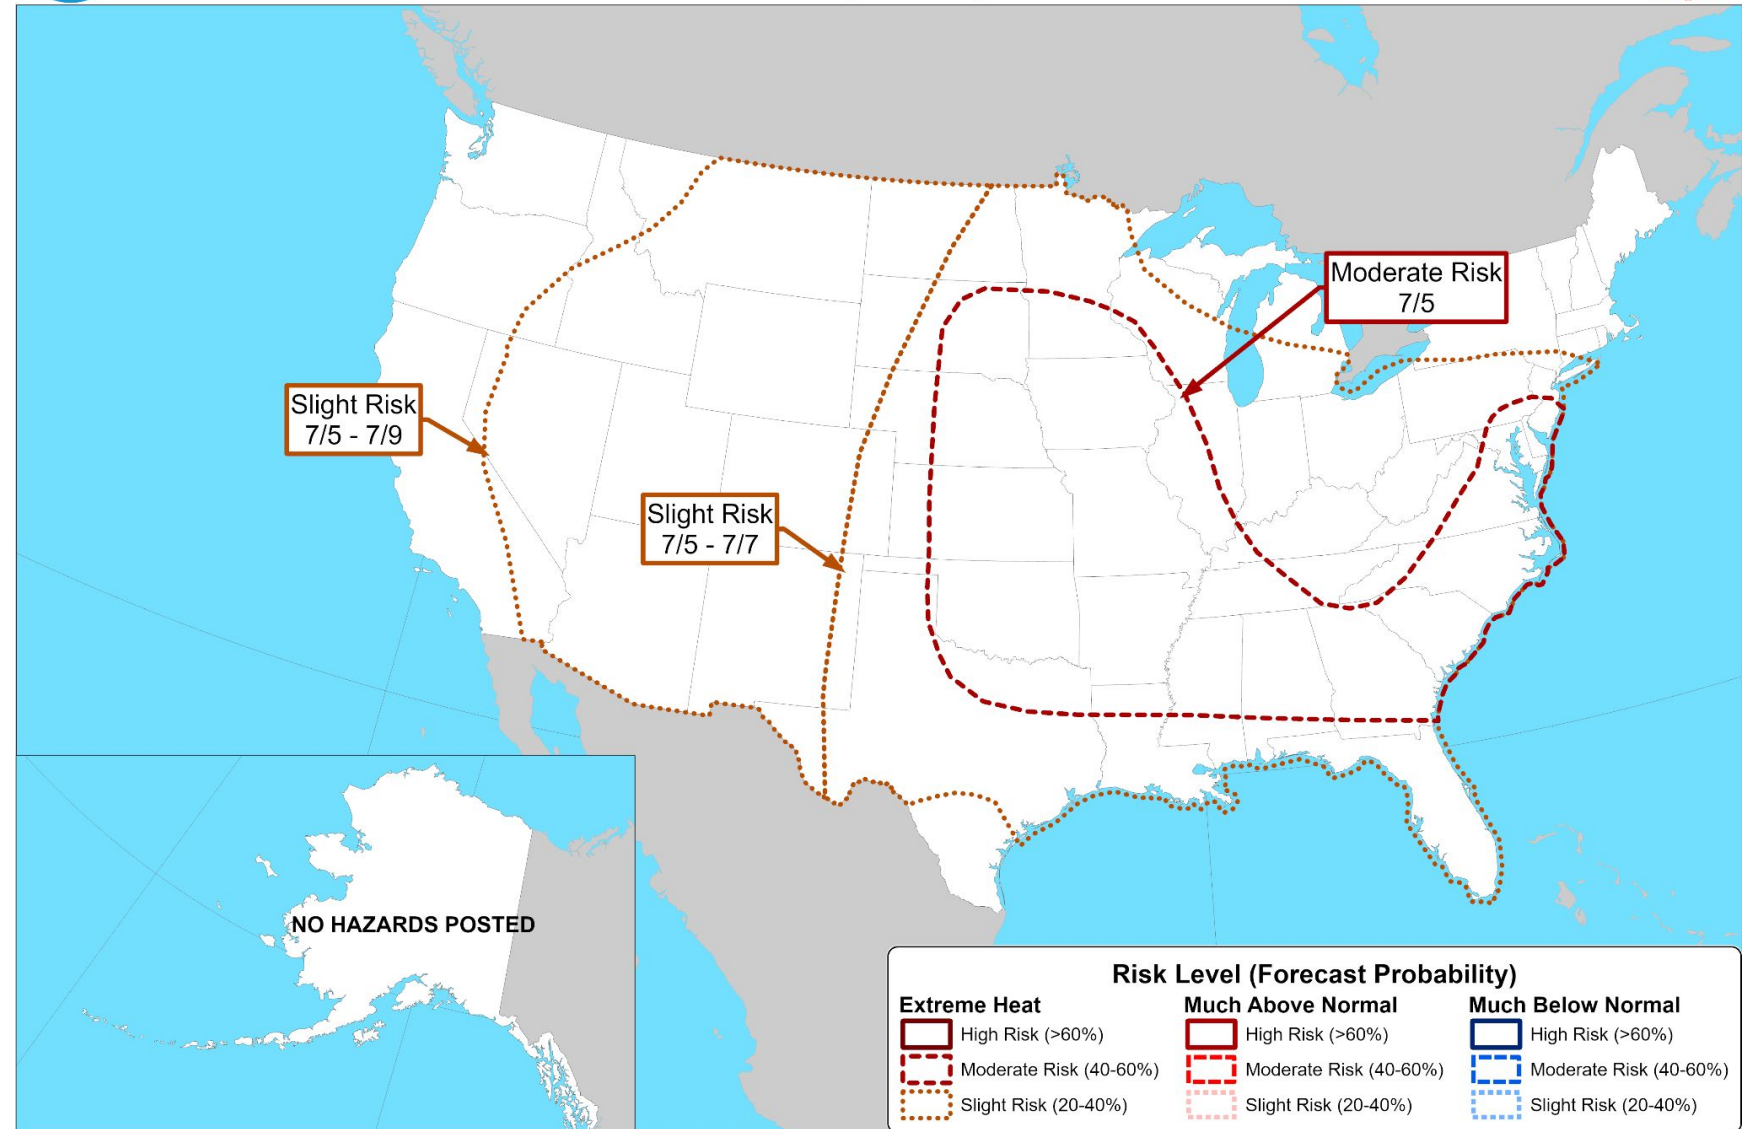 Moderate Risk
7/5
Slight Risk
7/5 - 7/9
Slight Risk
7/5 - 7/7
NO HAZARDS POSTED
Risk Level (Forecast Probability)
Extreme Heat
High Risk (>60%)
Moderate Risk (40-60%)
Slight Risk (20-40%)
Much Above Normal
High Risk (>60%)
Moderate Risk (40-60%)
Slight Risk (20-40%)
Much Below Normal
High Risk (>60%)
Moderate Risk (40-60%)
Slight Risk (20-40%)